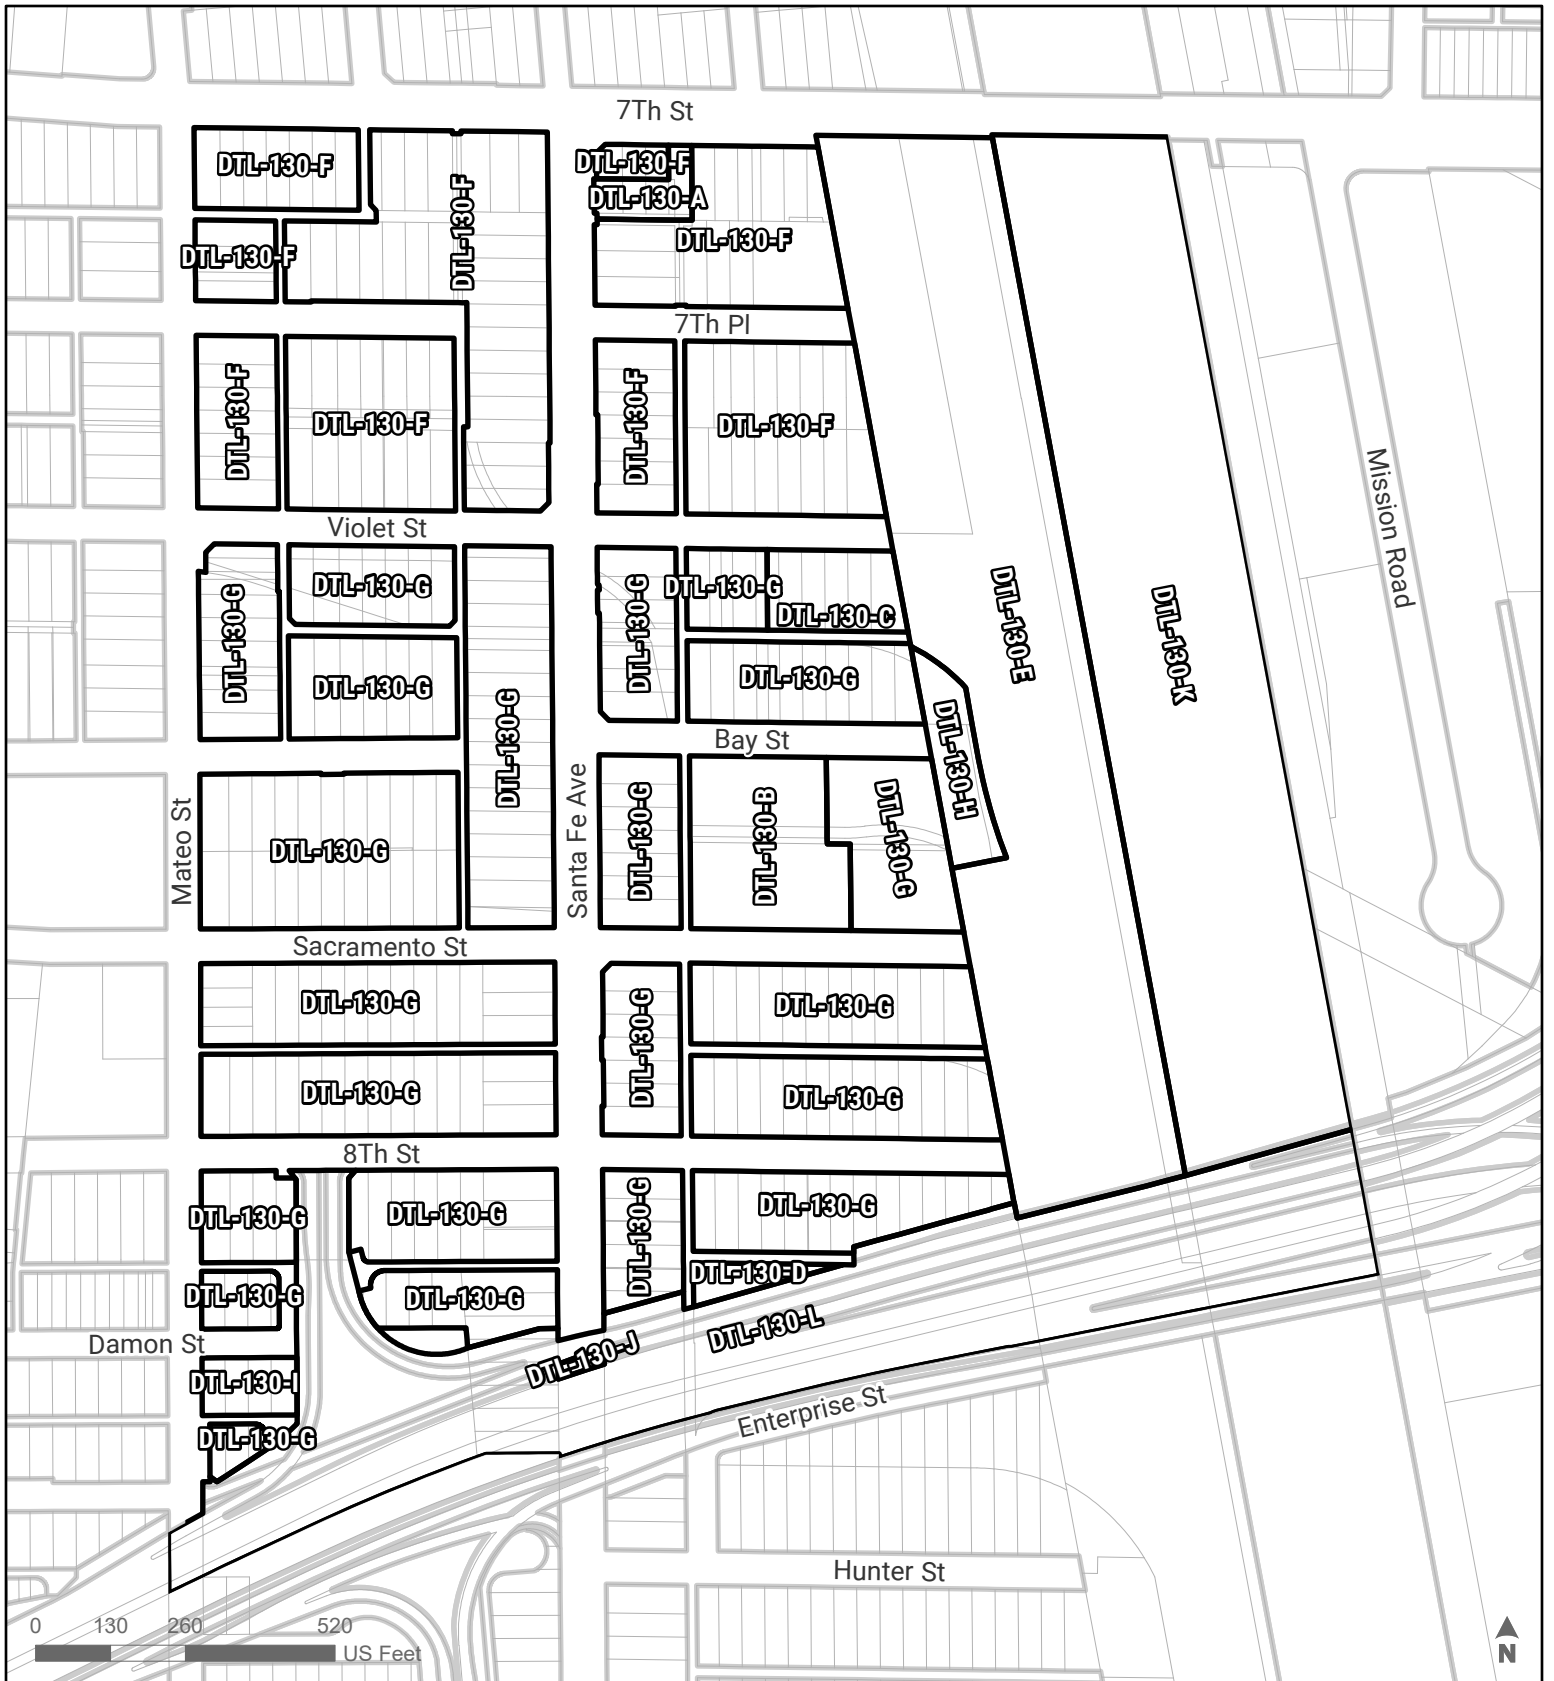 7Th St
DTL-130-F
DTL-130-F
DTL-130-F
DTL-130-A
DTL-130-F
DTL-130-F
DTL-130-F
7Th Pl
DTL-130-F
DTL-130-F
DTL-130-F
DTL-130-F
Violet St
Mission Road
DTL-130-G
DTL-130-G
DTL-130-G
DTL-130-G
DTL-130-C
DTL-130-E
DTL-130-K
DTL-130-G
DTL-130-G
DTL-130-G
DTL-130-G
Bay St
DTL-130-H
Mateo St
DTL-130-G
Santa Fe Ave
DTL-130-G
DTL-130-B
DTL-130-G
Sacramento St
DTL-130-G
DTL-130-G
DTL-130-G
DTL-130-G
DTL-130-G
8Th St
DTL-130-G
DTL-130-G
DTL-130-G
DTL-130-G
DTL-130-D
DTL-130-G
DTL-130-G
DTL-130-L
Damon St
DTL-130-J
DTL-130-I
Enterprise St
DTL-130-G
Hunter St
0 130 260 520
US Feet
N